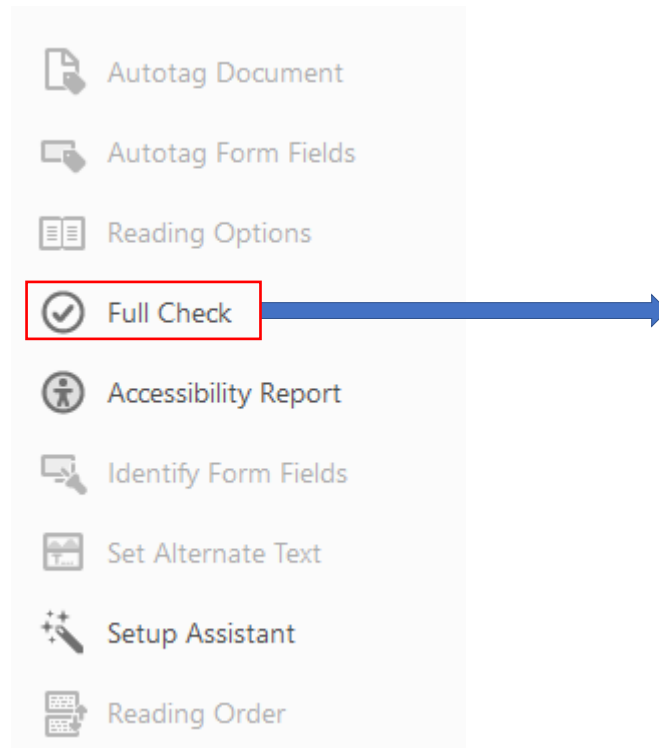 Autotag Document
Autotag Form Fields
Reading Options
Full Check
Accessibility Report
Identify Form Fields
Set Alternate Text
Setup Assistant
Reading Order